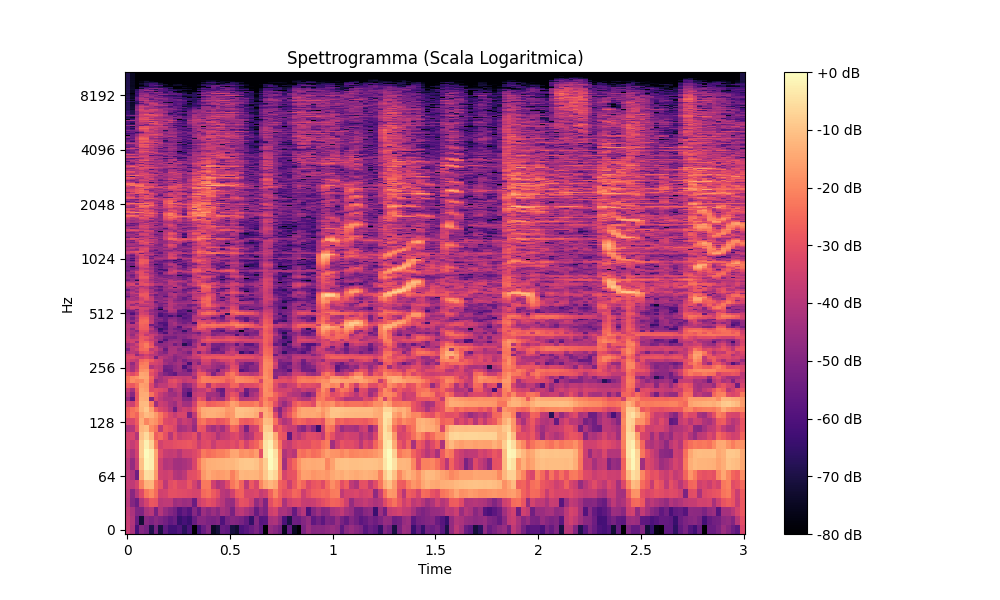 Spettrogramma (Scala Logaritmica)
Hz
8192
4096
2048
1024
512
256
128
64
0
0 0.5 1 1.5 2 2.5 3
Time
+0 dB
-10 dB
-20 dB
-30 dB
-40 dB
-50 dB
-60 dB
-70 dB
-80 dB